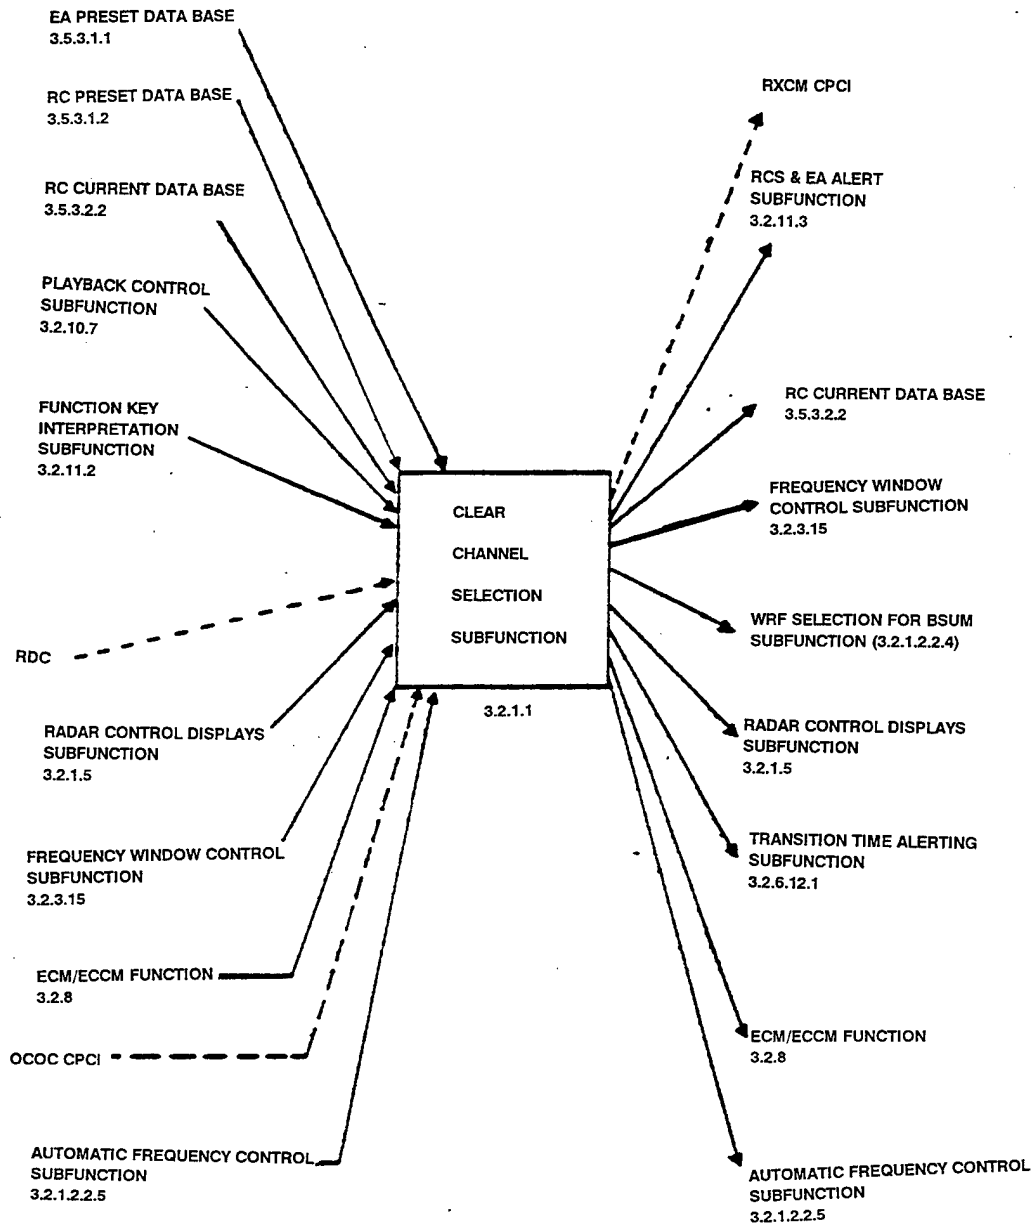 EA PRESET DATA BASE
3.5.3.1.1
RC PRESET DATA BASE
3.5.3.1.2
RC CURRENT DATA BASE
3.5.3.2.2
PLAYBACK CONTROL
SUBFUNCTION
3.2.10.7
FUNCTION KEY
INTERPRETATION
SUBFUNCTION
3.2.11.2
RDC
RADAR CONTROL DISPLAYS
SUBFUNCTION
3.2.1.5
FREQUENCY WINDOW CONTROL
SUBFUNCTION
3.2.3.15
ECM/ECCM FUNCTION
3.2.8
OCOC CPCI
AUTOMATIC FREQUENCY CONTROL
SUBFUNCTION
3.2.1.2.2.5
CLEAR
CHANNEL
SELECTION
SUBFUNCTION
3.2.1.1
RXCM CPCI
RCS & EA ALERT
SUBFUNCTION
3.2.11.3
RC CURRENT DATA BASE
3.5.3.2.2
FREQUENCY WINDOW
CONTROL SUBFUNCTION
3.2.3.15
WRF SELECTION FOR BSUM
SUBFUNCTION (3.2.1.2.2.4)
RADAR CONTROL DISPLAYS
SUBFUNCTION
3.2.1.5
TRANSITION TIME ALERTING
SUBFUNCTION
3.2.6.12.1
ECM/ECCM FUNCTION
3.2.8
AUTOMATIC FREQUENCY CONTROL
SUBFUNCTION
3.2.1.2.2.5